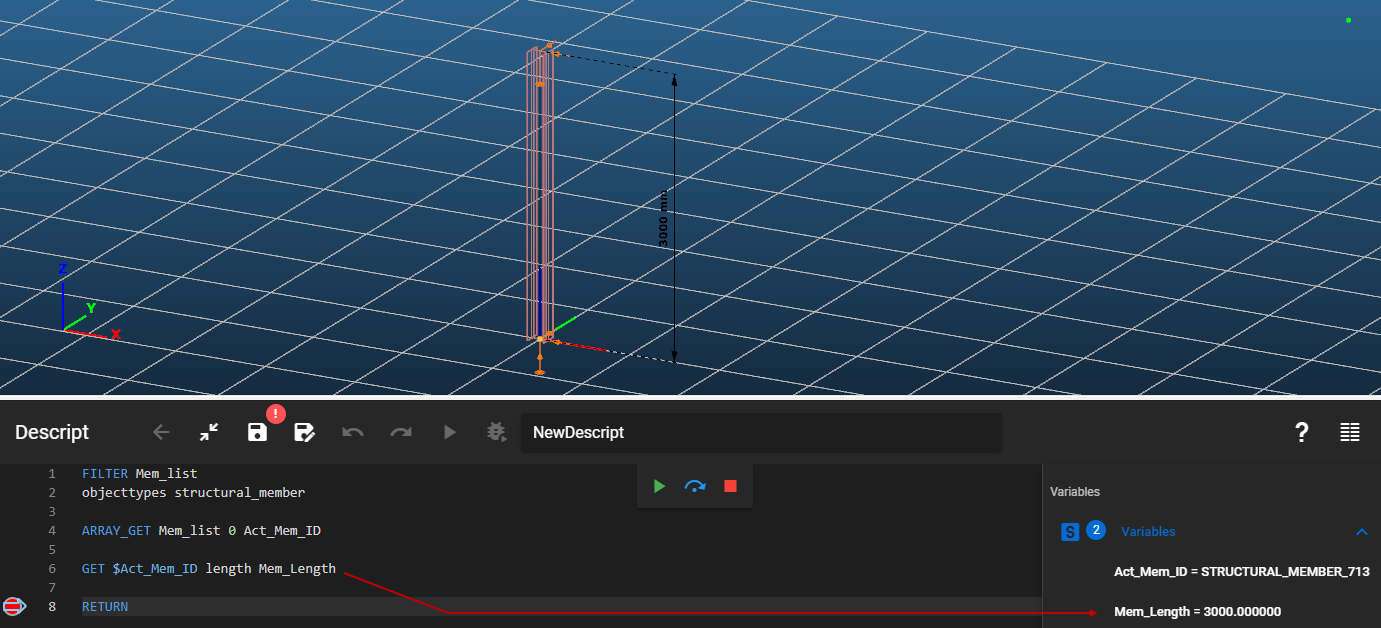 3000 mm
Z
Y
X
Descript
!
NewDescript
?
1 FILTER Mem_list
2 objecttypes structural_member
3
4 ARRAY_GET Mem_list 0 Act_Mem_ID
5
6 GET $Act_Mem_ID length Mem_Length
7
8 RETURN
Variables
S 2 Variables
Act_Mem_ID = STRUCTURAL_MEMBER_713
Mem_Length = 3000.000000